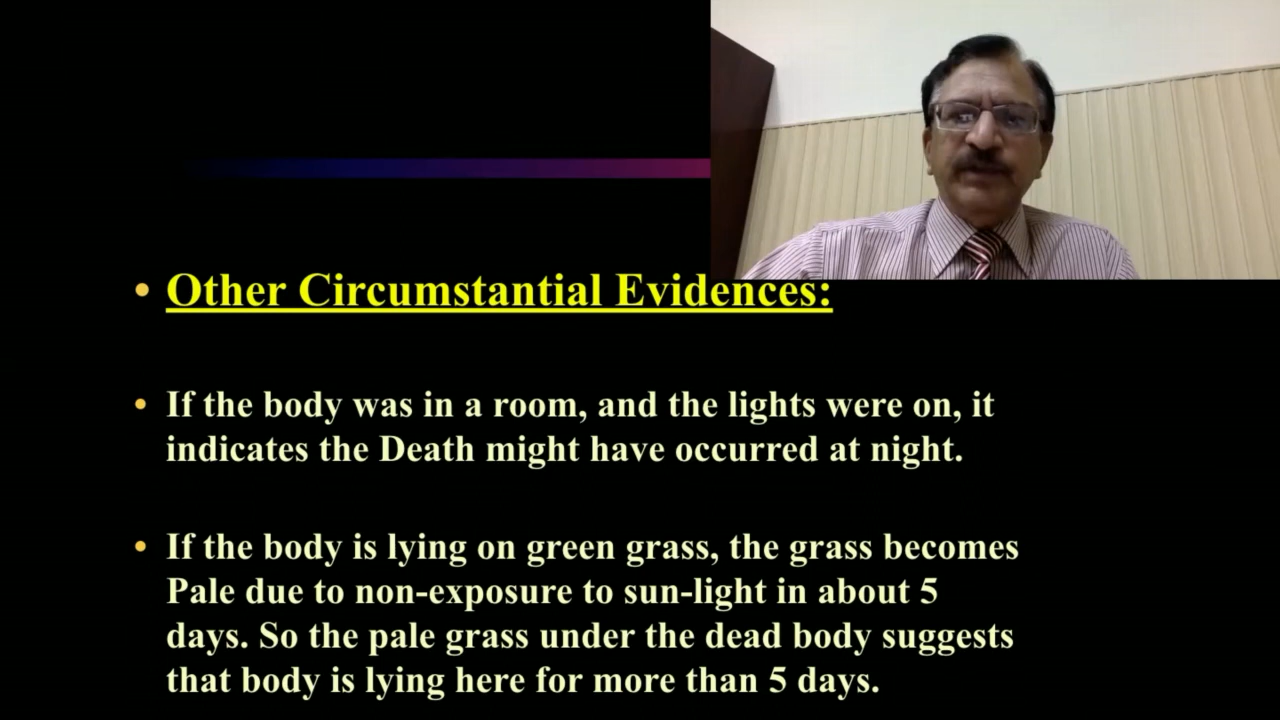 • Other Circumstantial Evidences:
• If the body was in a room, and the lights were on, it
indicates the Death might have occurred at night.
• If the body is lying on green grass, the grass becomes
Pale due to non-exposure to sun-light in about 5
days. So the pale grass under the dead body suggests
that body is lying here for more than 5 days.